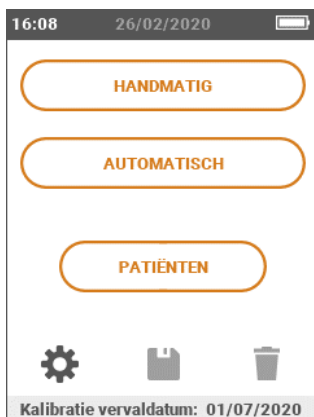 16:08 26/02/2020
HANDMATIG
AUTOMATISCH
PATIËNTEN
Kalibratie vervaldatum: 01/07/2020